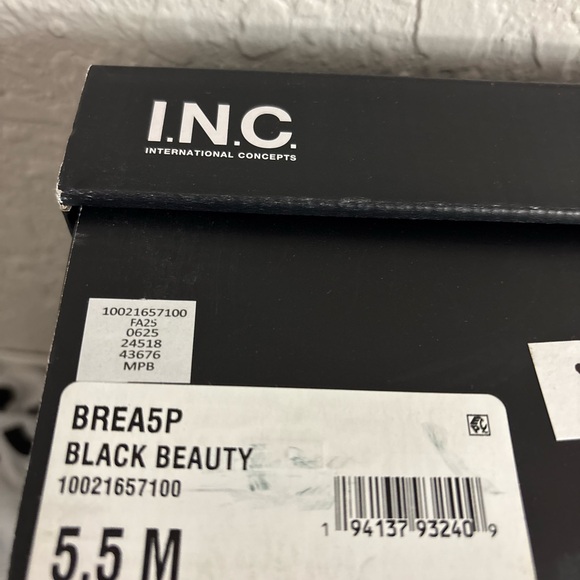 I.N.C.
INTERNATIONAL CONCEPTS
10021657100
FA25
0625
24518
43676
MPB
BREA5P
BLACK BEAUTY
10021657100
1 94137 93240 9
5.5 M